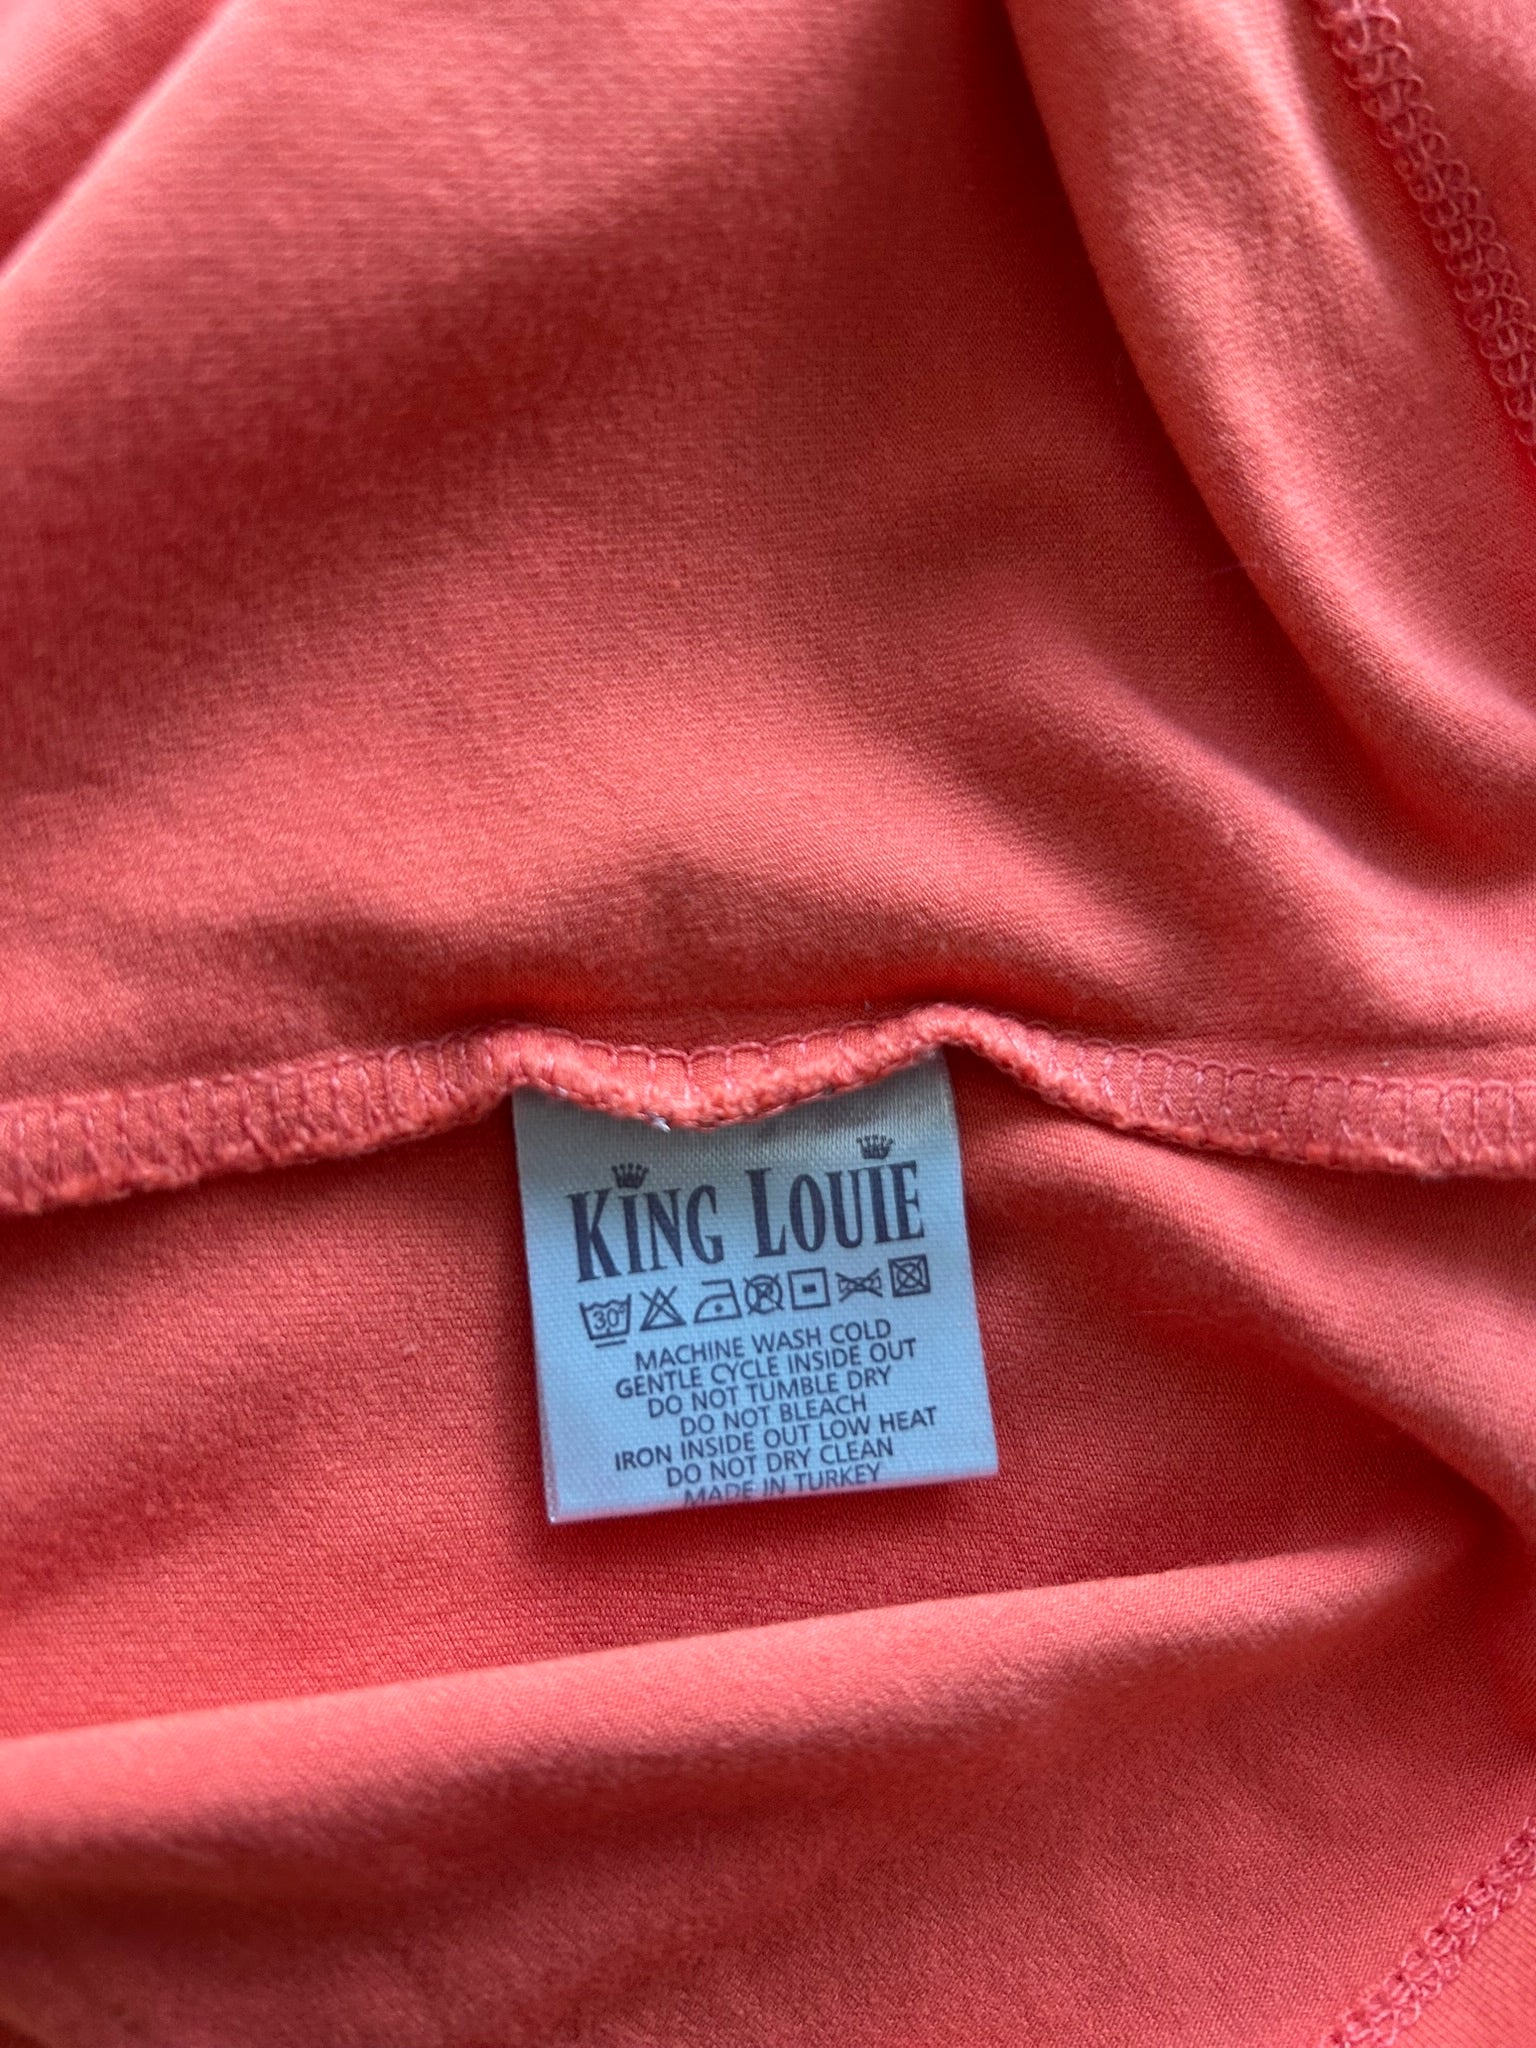 KING LOUIE
30°
MACHINE WASH COLD
GENTLE CYCLE INSIDE OUT
DO NOT TUMBLE DRY
DO NOT BLEACH
IRON INSIDE OUT LOW HEAT
DO NOT DRY CLEAN
MADE IN TURKEY